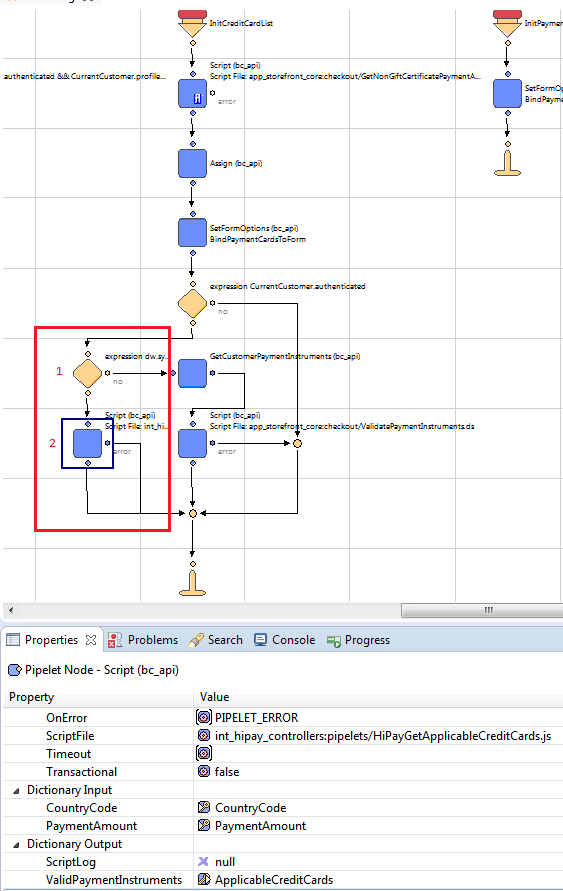 InitCreditCardList
InitPaymen
Script (bc_api)
.authenticated && CurrentCustomer.profile...
Script File: app_storefront_core:checkout/GetNonGiftCertificatePaymentA...
error
SetFormOp
BindPayme
Assign (bc_api)
SetFormOptions (bc_api)
BindPaymentCardsToForm
expression CurrentCustomer.authenticated
no
expression dw.sy...
GetCustomerPaymentInstruments (bc_api)
1
no
Script (bc_api)
Script (bc_api)
Script File: int_hi...
Script File: app_storefront_core:checkout/ValidatePaymentInstruments.ds
2
error
error
Properties
Problems
Search
Console
Progress
Pipelet Node - Script (bc_api)
Property Value
OnError PIPELET_ERROR
ScriptFile int_hipay_controllers:pipelets/HiPayGetApplicableCreditCards.js
Timeout
Transactional false
Dictionary Input
CountryCode CountryCode
PaymentAmount PaymentAmount
Dictionary Output
ScriptLog null
ValidPaymentInstruments ApplicableCreditCards